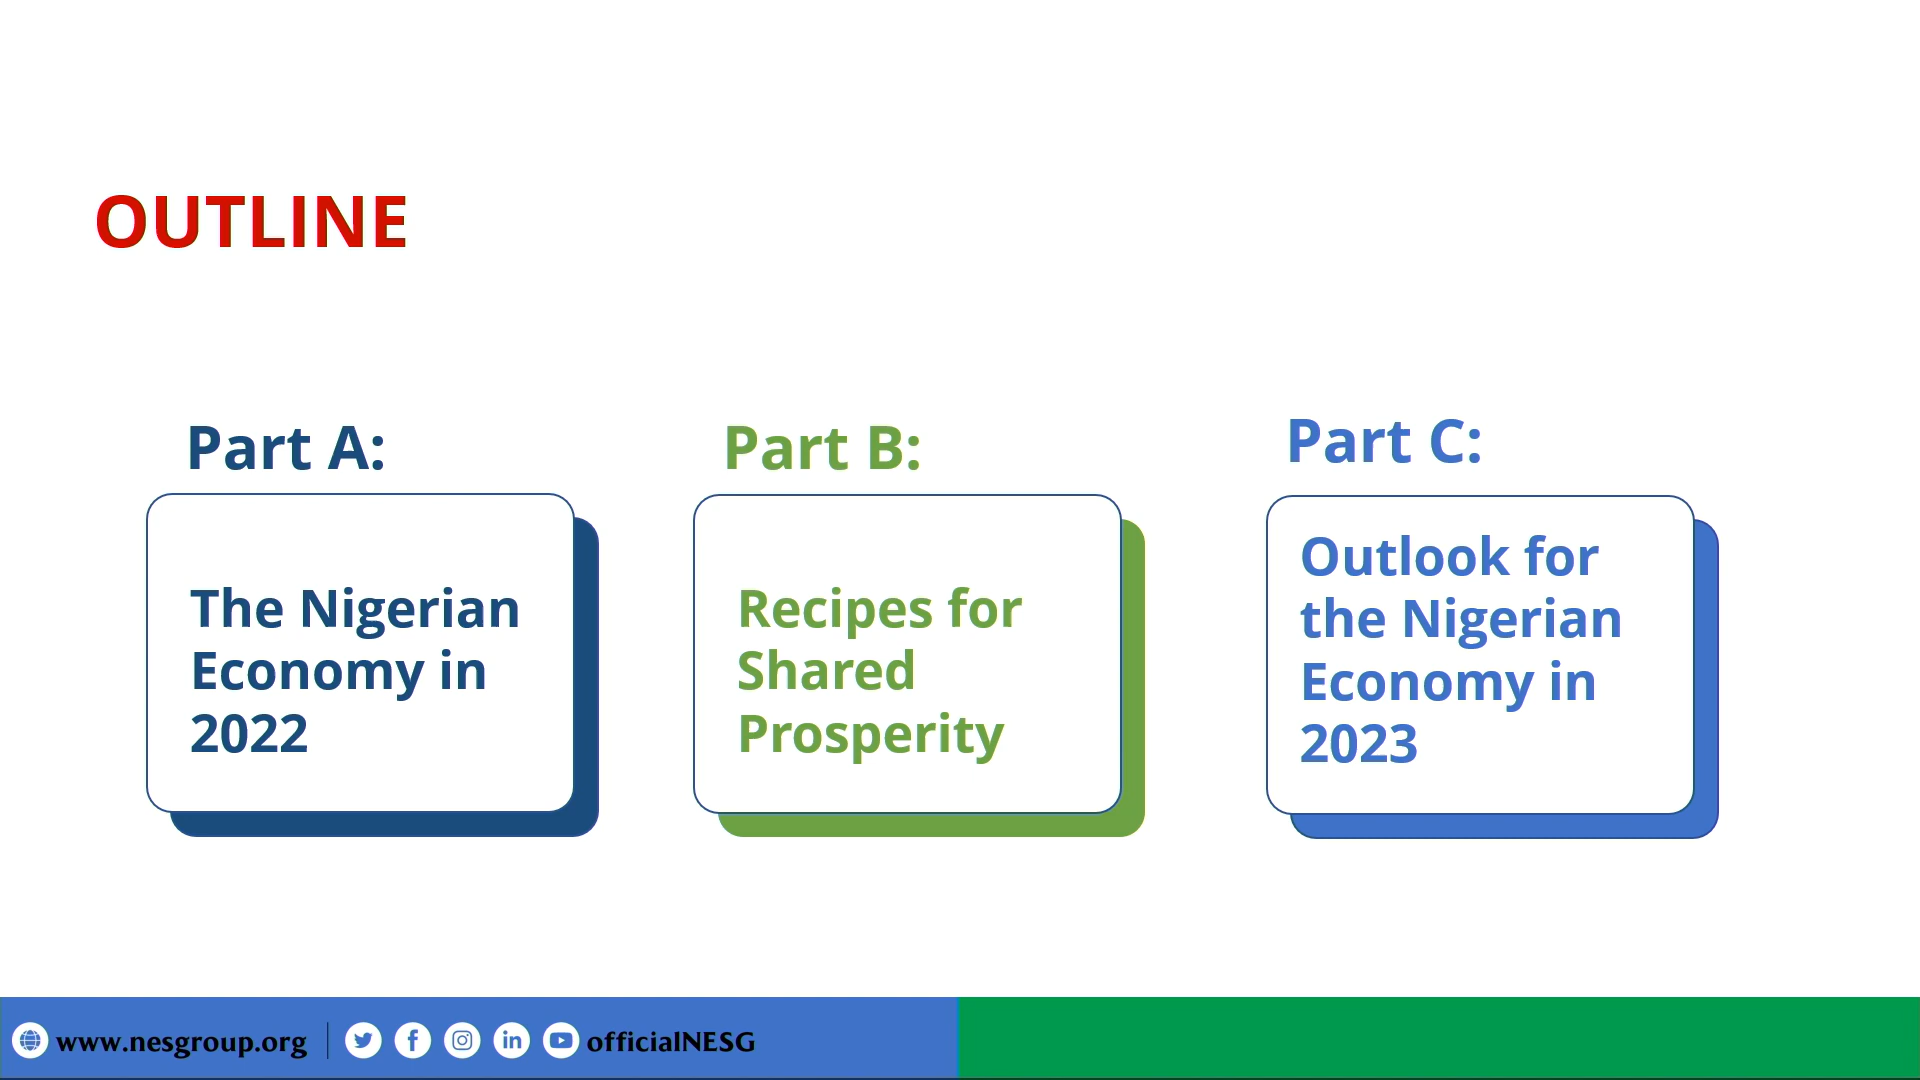 OUTLINE
Part A:
The Nigerian
Economy in
2022
Part B:
Recipes for
Shared
Prosperity
Part C:
Outlook for
the Nigerian
Economy in
2023
www.nesgroup.org
officialNESG